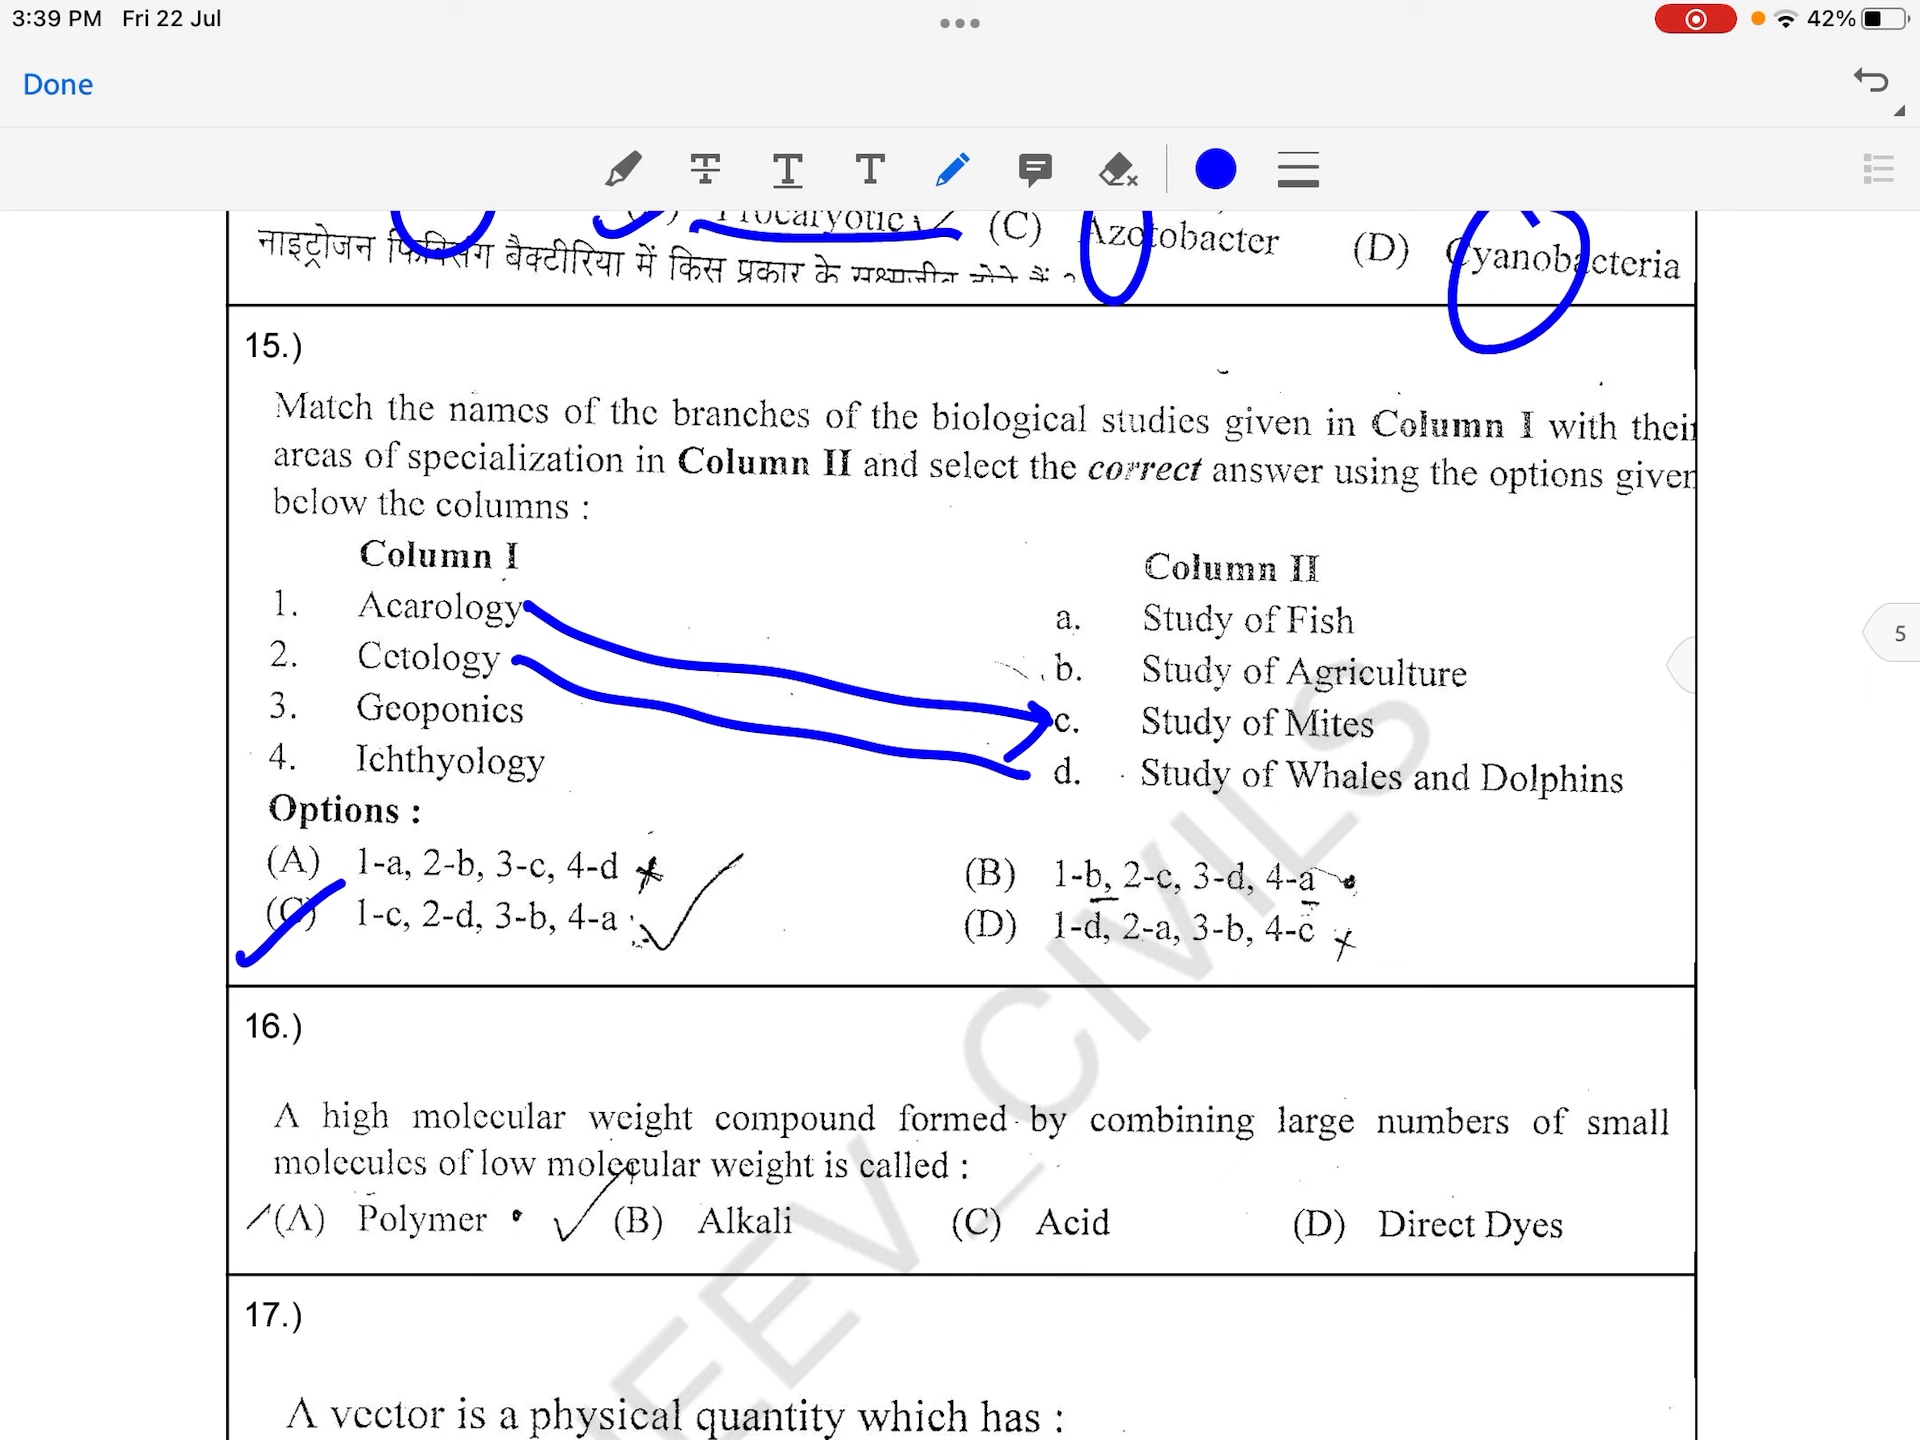 3:39 PM Fri 22 Jul
42%
Done
Procaryotic (C) Azotobacter (D) Cyanobacteria
नाइट्रोजन फिक्सिंग बैक्टीरिया में किस प्रकार के
15.)
Match the names of the branches of the biological studies given in Column I with their
areas of specialization in Column II and select the correct answer using the options given
below the columns :
Column I Column II
1. Acarology a. Study of Fish
2. Cetology b. Study of Agriculture
3. Geoponics c. Study of Mites
4. Ichthyology d. Study of Whales and Dolphins
Options :
(A) 1-a, 2-b, 3-c, 4-d (B) 1-b, 2-c, 3-d, 4-a
(C) 1-c, 2-d, 3-b, 4-a (D) 1-d, 2-a, 3-b, 4-c
16.)
A high molecular weight compound formed by combining large numbers of small
molecules of low molecular weight is called :
(A) Polymer (B) Alkali (C) Acid (D) Direct Dyes
17.)
A vector is a physical quantity which has :
5
EEV_CIVILS